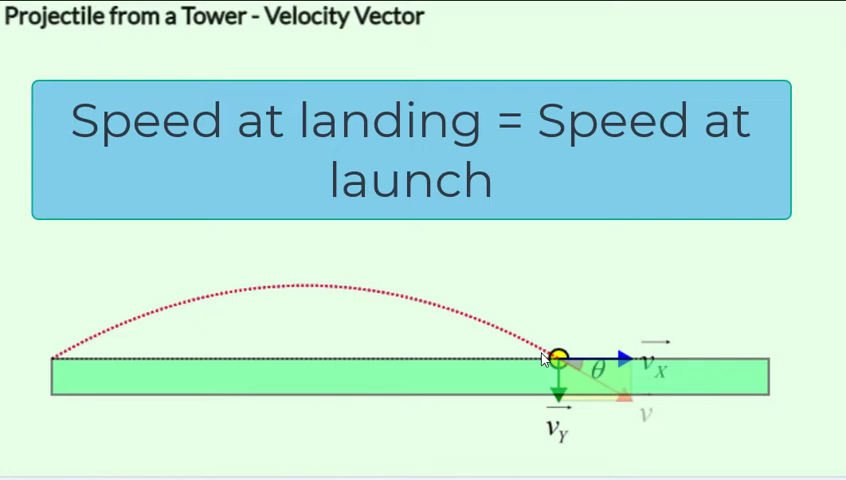 Projectile from a Tower - Velocity Vector
Speed at landing = Speed at
launch
θ
v_X
v
v_Y